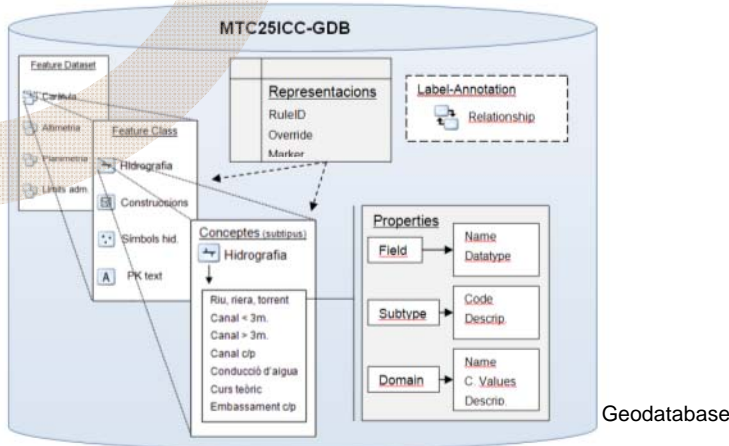 MTC25ICC-GDB
Feature Dataset
Caràtula
Altimetria
Planimetria
Límits adm.
Feature Class
Hidrografia
Construccions
Símbols hid.
A PK text
Representacions
RuleID
Override
Marker
Label-Annotation
Relationship
Conceptes (subtipus)
Hidrografia
Riu, riera, torrent
Canal < 3m.
Canal > 3m.
Canal c/p
Conducció d'aigua
Curs teòric
Embassament c/p
Properties
Field
Name
Datatype
Subtype
Code
Descrip.
Domain
Name
C. Values
Descrip.
Geodatabase